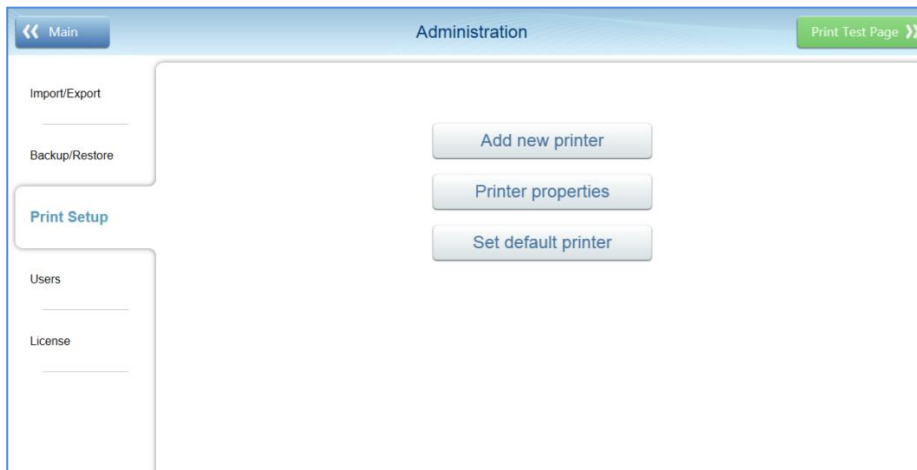 Main
Administration
Print Test Page
Import/Export
Backup/Restore
Print Setup
Users
License
Add new printer
Printer properties
Set default printer